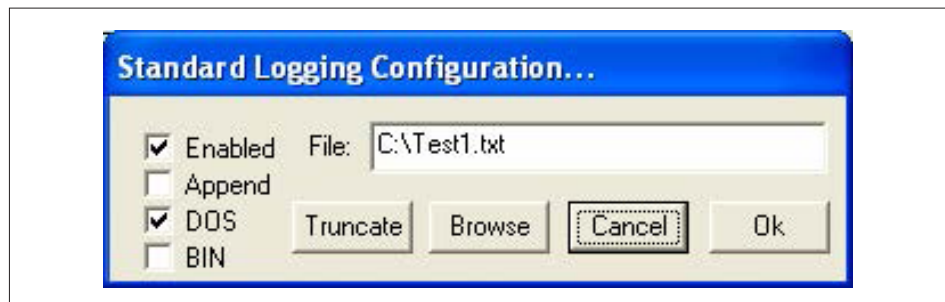 Standard Logging Configuration...
Enabled
File: C:\Test1.txt
Append
DOS
Truncate Browse Cancel Ok
BIN